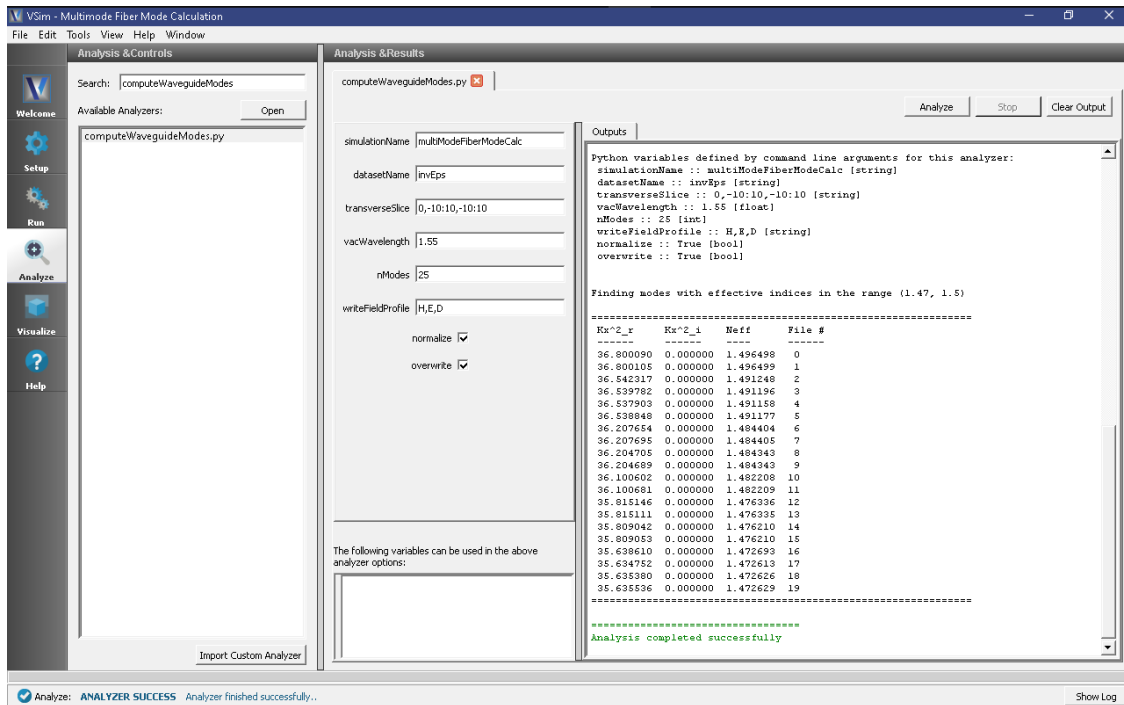 VSim - Multimode Fiber Mode Calculation
File Edit Tools View Help Window
Analysis &Controls
Search: computeWaveguideModes
Available Analyzers: Open
computeWaveguideModes.py
Import Custom Analyzer
Welcome
Setup
Run
Analyze
Visualize
Help
Analysis &Results
computeWaveguideModes.py
Analyze Stop Clear Output
simulationName multiModeFiberModeCalc
datasetName invEps
transverseSlice 0,-10:10,-10:10
vacWavelength 1.55
nModes 25
writeFieldProfile H,E,D
normalize
overwrite
The following variables can be used in the above
analyzer options:
Outputs
Python variables defined by command line arguments for this analyzer:
simulationName :: multiModeFiberModeCalc [string]
datasetName :: invEps [string]
transverseSlice :: 0,-10:10,-10:10 [string]
vacWavelength :: 1.55 [float]
nModes :: 25 [int]
writeFieldProfile :: H,E,D [string]
normalize :: True [bool]
overwrite :: True [bool]
Finding modes with effective indices in the range (1.47, 1.5)
==============================================================
Kx^2_r Kx^2_i Neff File #
------ ------ ---- ------
36.800090 0.000000 1.496498 0
36.800105 0.000000 1.496499 1
36.542317 0.000000 1.491248 2
36.539782 0.000000 1.491196 3
36.537903 0.000000 1.491158 4
36.538848 0.000000 1.491177 5
36.207654 0.000000 1.484404 6
36.207695 0.000000 1.484405 7
36.204705 0.000000 1.484343 8
36.204689 0.000000 1.484343 9
36.100602 0.000000 1.482208 10
36.100681 0.000000 1.482209 11
35.815146 0.000000 1.476336 12
35.815111 0.000000 1.476335 13
35.809042 0.000000 1.476210 14
35.809053 0.000000 1.476210 15
35.638610 0.000000 1.472693 16
35.634752 0.000000 1.472613 17
35.635380 0.000000 1.472626 18
35.635536 0.000000 1.472629 19
==============================================================
==================================
Analysis completed successfully
Analyze: ANALYZER SUCCESS Analyzer finished successfully..
Show Log